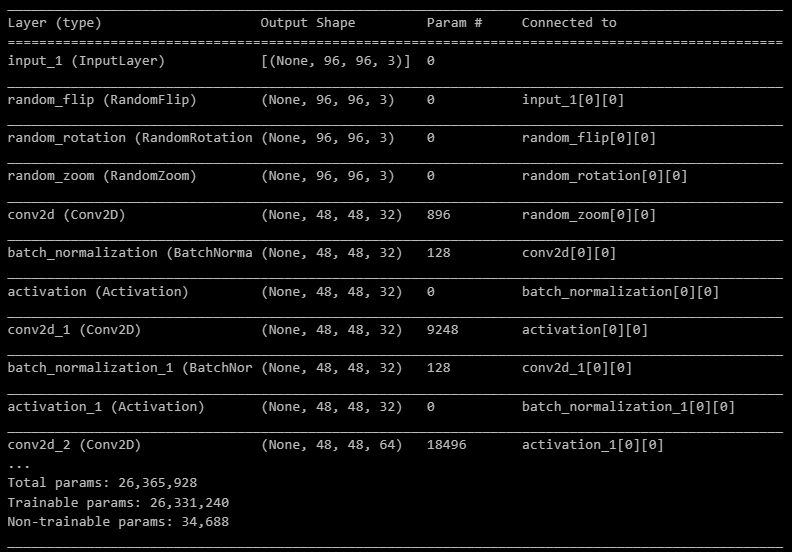 Layer (type) Output Shape Param # Connected to
input_1 (InputLayer) [(None, 96, 96, 3)] 0
random_flip (RandomFlip) (None, 96, 96, 3) 0 input_1[0][0]
random_rotation (RandomRotation (None, 96, 96, 3) 0 random_flip[0][0]
random_zoom (RandomZoom) (None, 96, 96, 3) 0 random_rotation[0][0]
conv2d (Conv2D) (None, 48, 48, 32) 896 random_zoom[0][0]
batch_normalization (BatchNorma (None, 48, 48, 32) 128 conv2d[0][0]
activation (Activation) (None, 48, 48, 32) 0 batch_normalization[0][0]
conv2d_1 (Conv2D) (None, 48, 48, 32) 9248 activation[0][0]
batch_normalization_1 (BatchNor (None, 48, 48, 32) 128 conv2d_1[0][0]
activation_1 (Activation) (None, 48, 48, 32) 0 batch_normalization_1[0][0]
conv2d_2 (Conv2D) (None, 48, 48, 64) 18496 activation_1[0][0]
...
Total params: 26,365,928
Trainable params: 26,331,240
Non-trainable params: 34,688